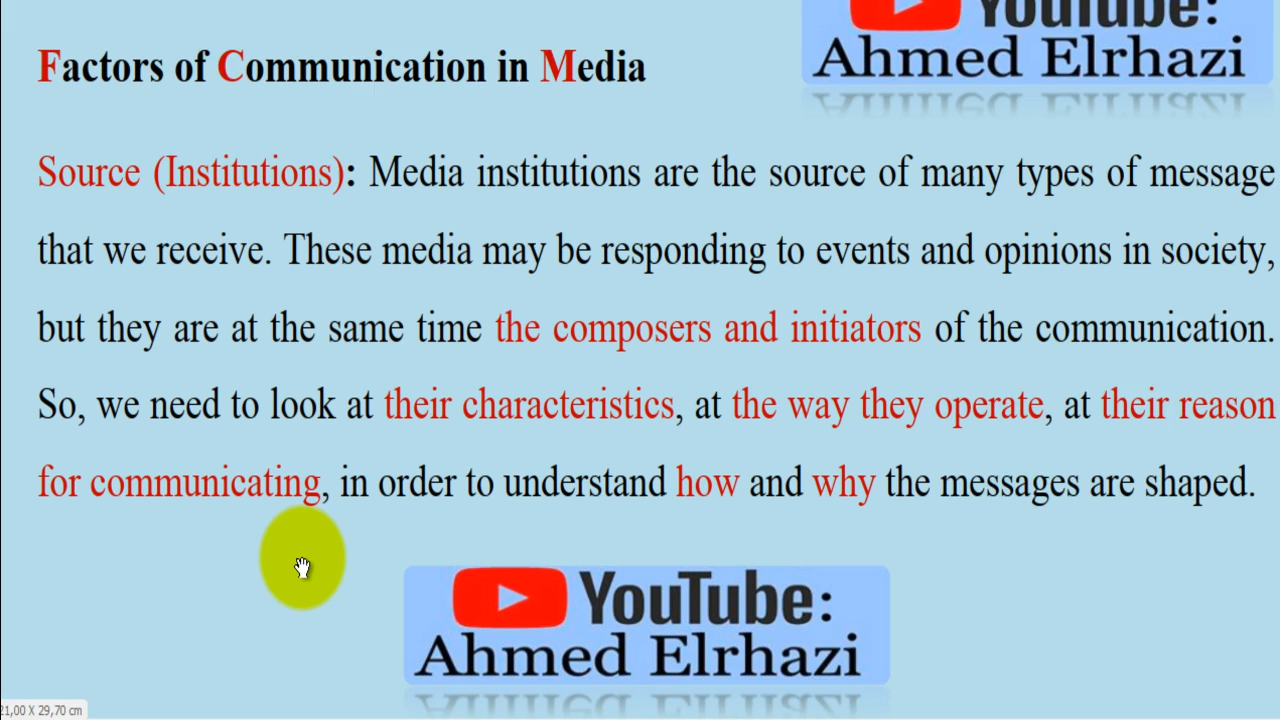 YouTube:
Ahmed Elrhazi
Factors of Communication in Media
Source (Institutions): Media institutions are the source of many types of message
that we receive. These media may be responding to events and opinions in society,
but they are at the same time the composers and initiators of the communication.
So, we need to look at their characteristics, at the way they operate, at their reason
for communicating, in order to understand how and why the messages are shaped.
YouTube:
Ahmed Elrhazi
21,00 X 29,70 cm